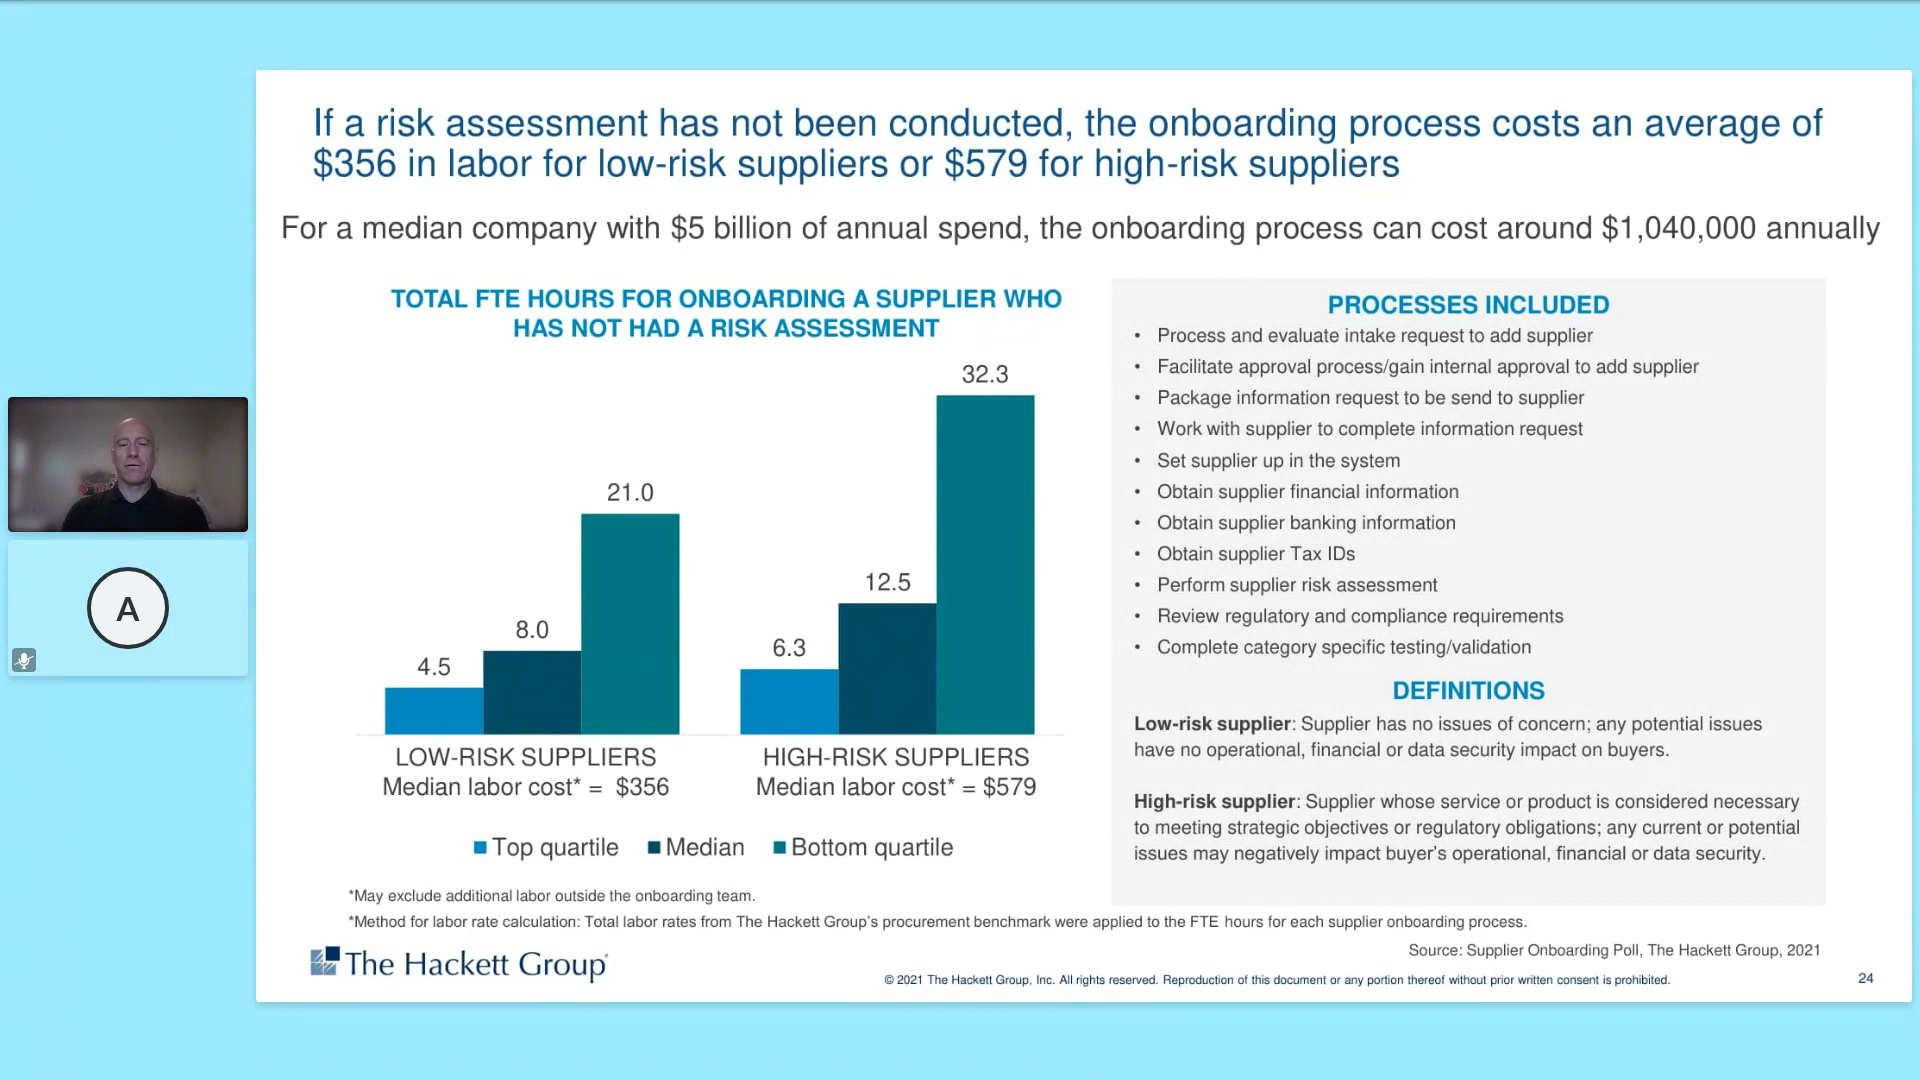 If a risk assessment has not been conducted, the onboarding process costs an average of
$356 in labor for low-risk suppliers or $579 for high-risk suppliers
For a median company with $5 billion of annual spend, the onboarding process can cost around $1,040,000 annually
TOTAL FTE HOURS FOR ONBOARDING A SUPPLIER WHO
HAS NOT HAD A RISK ASSESSMENT
4.5
8.0
21.0
6.3
12.5
32.3
LOW-RISK SUPPLIERS
Median labor cost* = $356
HIGH-RISK SUPPLIERS
Median labor cost* = $579
Top quartile
Median
Bottom quartile
PROCESSES INCLUDED
• Process and evaluate intake request to add supplier
• Facilitate approval process/gain internal approval to add supplier
• Package information request to be send to supplier
• Work with supplier to complete information request
• Set supplier up in the system
• Obtain supplier financial information
• Obtain supplier banking information
• Obtain supplier Tax IDs
• Perform supplier risk assessment
• Review regulatory and compliance requirements
• Complete category specific testing/validation
DEFINITIONS
Low-risk supplier: Supplier has no issues of concern; any potential issues
have no operational, financial or data security impact on buyers.
High-risk supplier: Supplier whose service or product is considered necessary
to meeting strategic objectives or regulatory obligations; any current or potential
issues may negatively impact buyer's operational, financial or data security.
*May exclude additional labor outside the onboarding team.
*Method for labor rate calculation: Total labor rates from The Hackett Group's procurement benchmark were applied to the FTE hours for each supplier onboarding process.
Source: Supplier Onboarding Poll, The Hackett Group, 2021
The Hackett Group
© 2021 The Hackett Group, Inc. All rights reserved. Reproduction of this document or any portion thereof without prior written consent is prohibited.
24
A